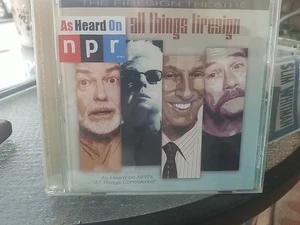 THE FIRESIGN THEATRE
As Heard On
npr
all things firesign
As Heard on NPR's
"All Things Considered"